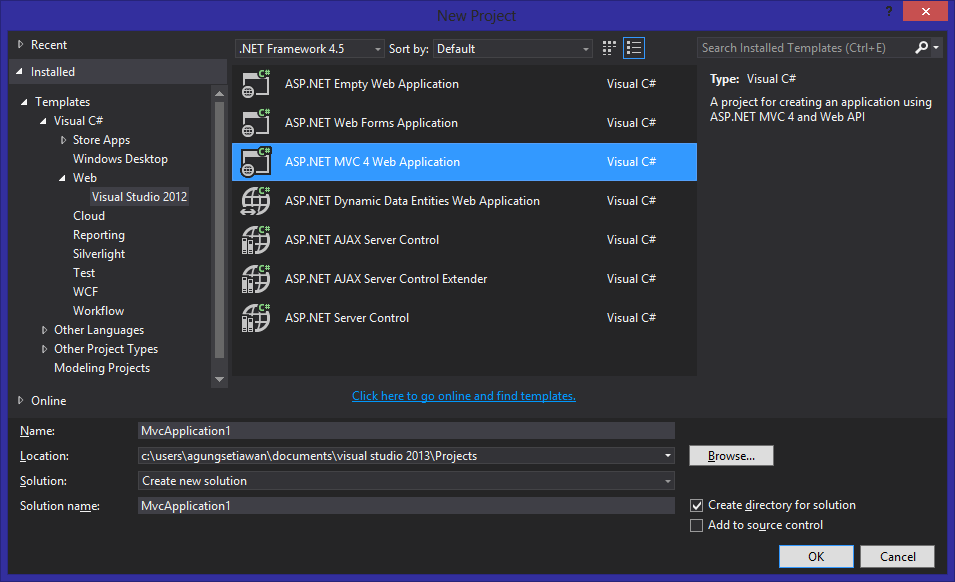 New Project
?
Recent
Installed
Templates
Visual C#
Store Apps
Windows Desktop
Web
Visual Studio 2012
Cloud
Reporting
Silverlight
Test
WCF
Workflow
Other Languages
Other Project Types
Modeling Projects
Online
.NET Framework 4.5 Sort by: Default
C# ASP.NET Empty Web Application Visual C#
C# ASP.NET Web Forms Application Visual C#
C# ASP.NET MVC 4 Web Application Visual C#
C# ASP.NET Dynamic Data Entities Web Application Visual C#
C# ASP.NET AJAX Server Control Visual C#
C# ASP.NET AJAX Server Control Extender Visual C#
C# ASP.NET Server Control Visual C#
Click here to go online and find templates.
Search Installed Templates (Ctrl+E)
Type: Visual C#
A project for creating an application using
ASP.NET MVC 4 and Web API
Name: MvcApplication1
Location: c:\users\agungsetiawan\documents\visual studio 2013\Projects Browse...
Solution: Create new solution
Solution name: MvcApplication1 Create directory for solution
Add to source control
OK Cancel